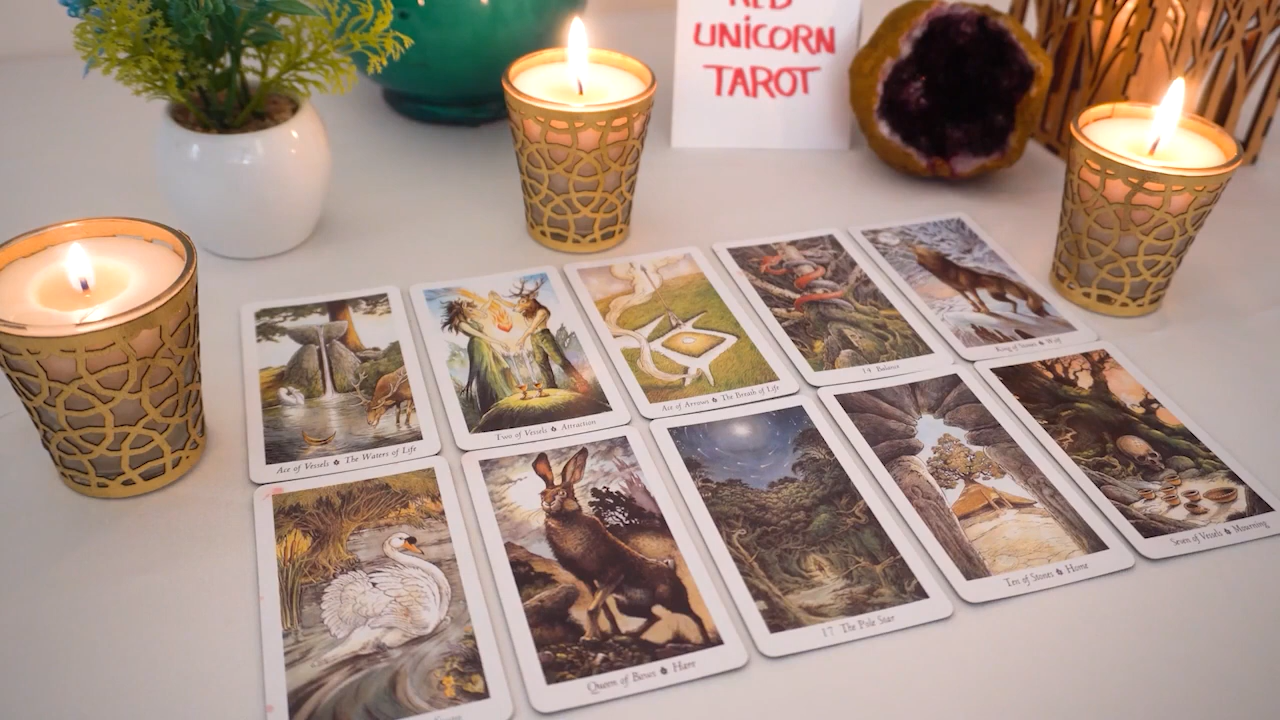 RED
UNICORN
TAROT
King of Stones Wolf
14 Balance
Ace of Arrows The Breath of Life
Two of Vessels Attraction
Ace of Vessels The Waters of Life
Seven of Vessels Mourning
Ten of Stones Home
17 The Pole Star
Queen of Bows Hare